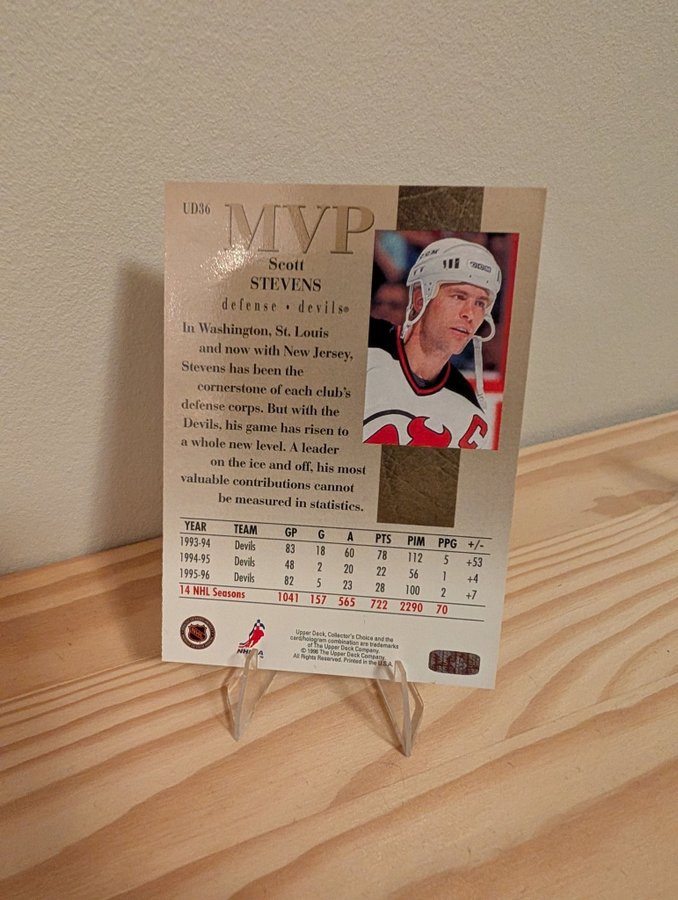 UD36
MVP
Scott
STEVENS
defense • devils®
In Washington, St. Louis
and now with New Jersey,
Stevens has been the
cornerstone of each club's
defense corps. But with the
Devils, his game has risen to
a whole new level. A leader
on the ice and off, his most
valuable contributions cannot
be measured in statistics.
YEAR TEAM GP G A PTS PIM PPG +/-
1993-94 Devils 83 18 60 78 112 5 +53
1994-95 Devils 48 2 20 22 56 1 +4
1995-96 Devils 82 5 23 28 100 2 +7
14 NHL Seasons 1041 157 565 722 2290 70
Upper Deck, Collector's Choice and the
card/hologram combination are trademarks
of The Upper Deck Company.
© 1996 The Upper Deck Company.
All Rights Reserved. Printed in the U.S.A.